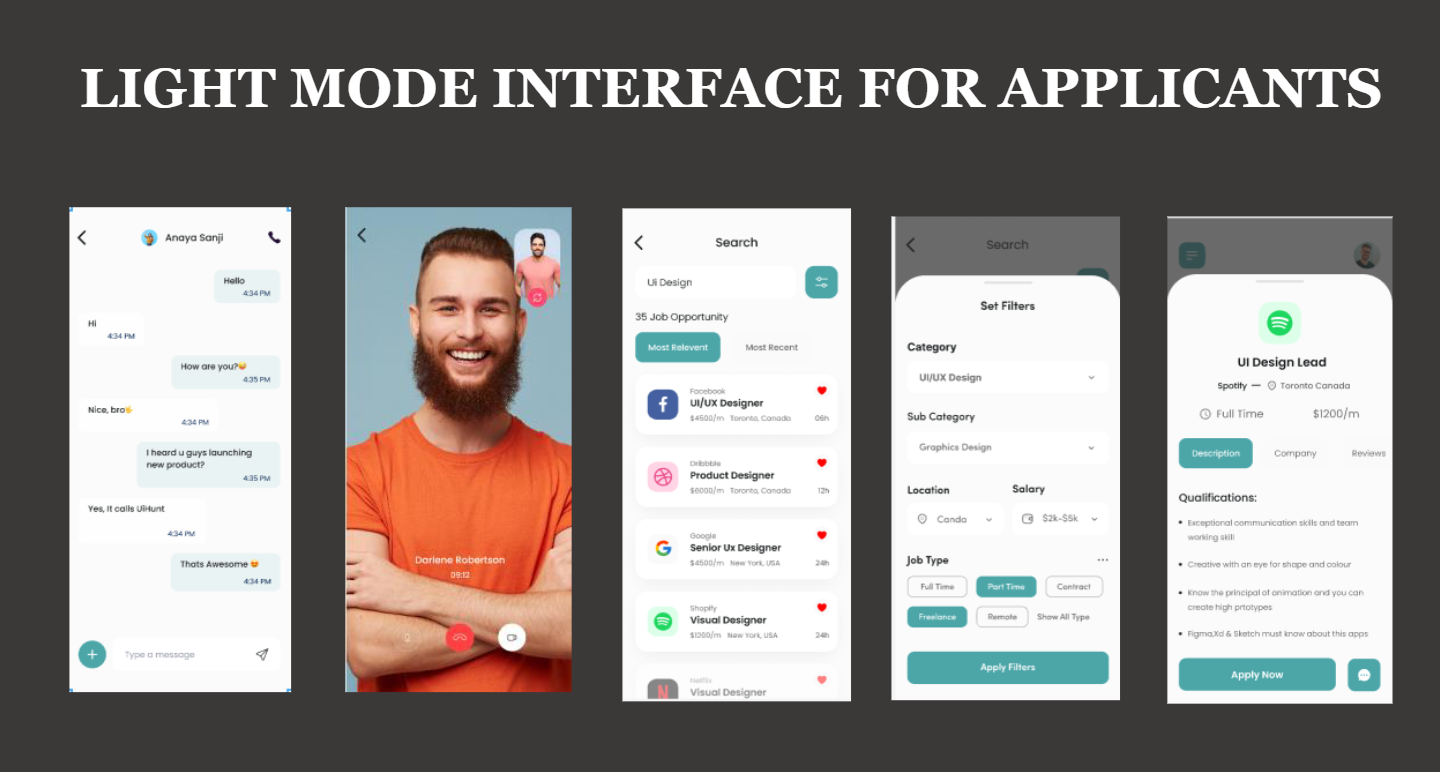 LIGHT MODE INTERFACE FOR APPLICANTS
Anaya Sanji
Hello
4:34 PM
Hi
4:34 PM
How are you?😜
4:35 PM
Nice, bro🖐
4:34 PM
I heard u guys launching
new product?
4:35 PM
Yes, It calls UiHunt
4:34 PM
Thats Awesome 😍
4:34 PM
Type a message
Darlene Robertson
09:12
Search
Ui Design
35 Job Opportunity
Most Relevent
Most Recent
Facebook
UI/UX Designer
$4500/m Toronto, Canada 06h
Dribbble
Product Designer
$6000/m Toronto, Canada 12h
Google
Senior Ux Designer
$4500/m New York, USA 24h
Shopify
Visual Designer
$1200/m New York, USA 24h
Netflix
Visual Designer
Search
Set Filters
Category
UI/UX Design
Sub Category
Graphics Design
Location Salary
Canda $2k-$5k
Job Type
Full Time Part Time Contract
Freelance Remote Show All Type
Apply Filters
UI Design Lead
Spotify — Toronto Canada
Full Time $1200/m
Description Company Reviews
Qualifications:
• Exceptional communication skills and team
working skill
• Creative with an eye for shape and colour
• Know the principal of animation and you can
create high prtotypes
• Figma,Xd & Sketch must know about this apps
Apply Now